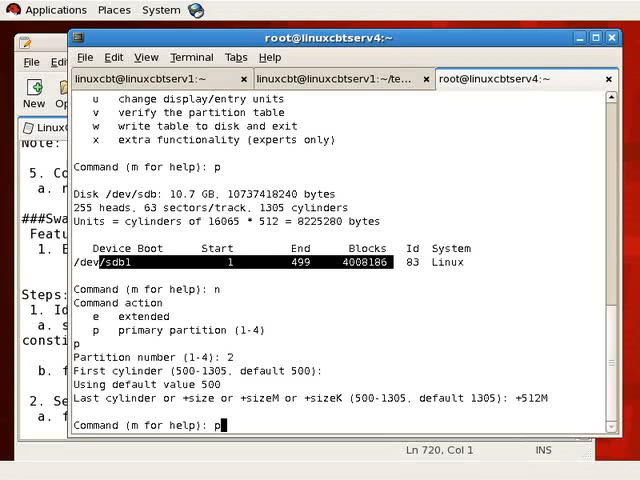 Applications Places System
root@linuxcbtserv4:~
File Edit View Terminal Tabs Help
linuxcbt@linuxcbtserv1:~ linuxcbt@linuxcbtserv1:~/te... root@linuxcbtserv4:~
u change display/entry units
v verify the partition table
w write table to disk and exit
x extra functionality (experts only)
Command (m for help): p
Disk /dev/sdb: 10.7 GB, 10737418240 bytes
255 heads, 63 sectors/track, 1305 cylinders
Units = cylinders of 16065 * 512 = 8225280 bytes
Device Boot Start End Blocks Id System
/dev/sdb1 1 499 4008186 83 Linux
Command (m for help): n
Command action
e extended
p primary partition (1-4)
p
Partition number (1-4): 2
First cylinder (500-1305, default 500):
Using default value 500
Last cylinder or +size or +sizeM or +sizeK (500-1305, default 1305): +512M
Command (m for help): p
File
New
LinuxC
Note:
5. Co
a. n
###Swa
Featu
1. E
Steps:
1. Id
a. s
consti
b. f
2. Se
a. f
Ln 720, Col 1 INS